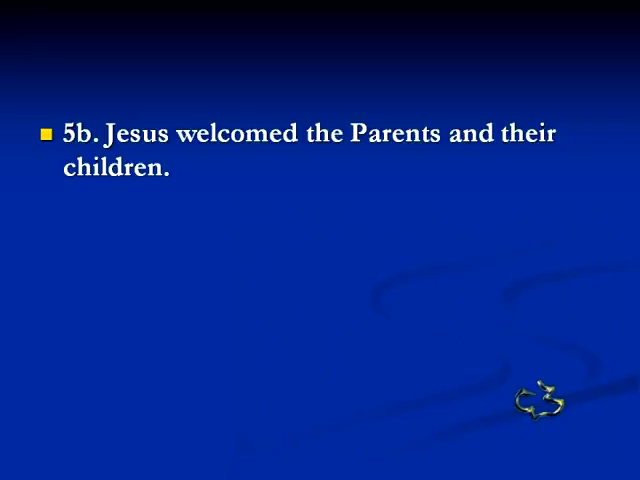 5b. Jesus welcomed the Parents and their
children.